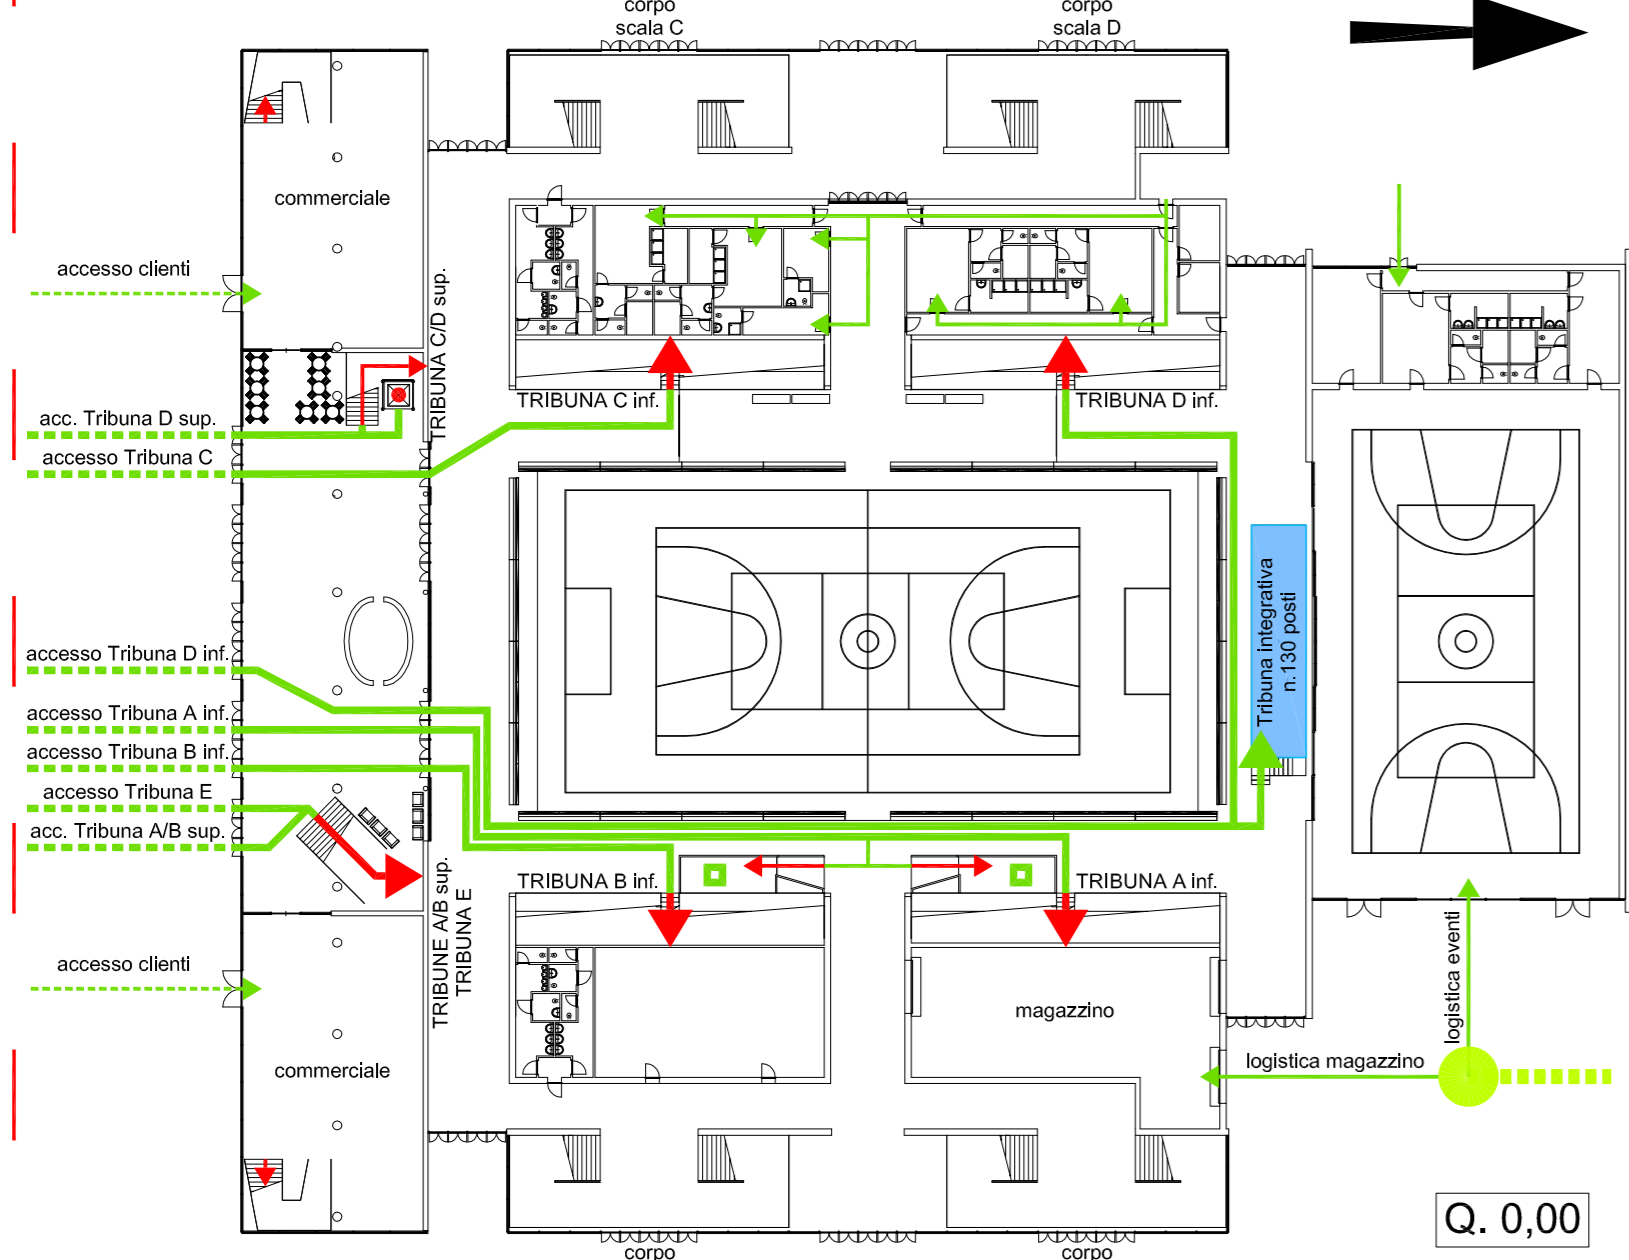 corpo
scala C
corpo
scala D
commerciale
accesso clienti
TRIBUNA C/D sup.
acc. Tribuna D sup.
accesso Tribuna C
TRIBUNA C inf.
TRIBUNA D inf.
Tribuna integrativa
n.130 posti
accesso Tribuna D inf.
accesso Tribuna A inf.
accesso Tribuna B inf.
accesso Tribuna E
acc. Tribuna A/B sup.
TRIBUNE A/B sup.
TRIBUNA E
TRIBUNA B inf.
TRIBUNA A inf.
accesso clienti
magazzino
logistica eventi
logistica magazzino
commerciale
Q. 0,00
corpo
corpo